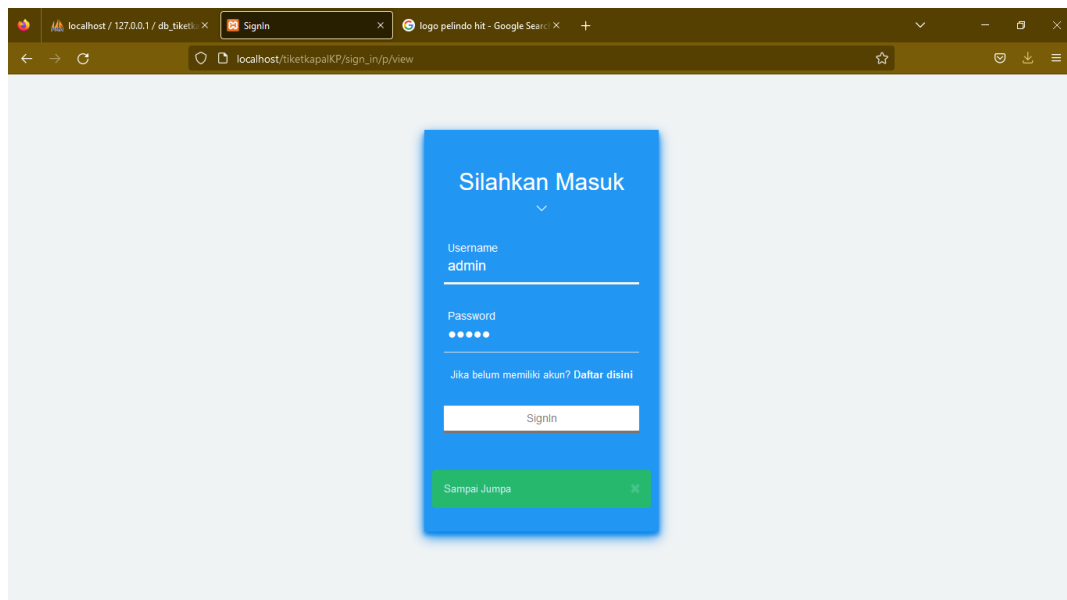 localhost / 127.0.0.1 / db_tiketk
SignIn
logo pelindo hit - Google Searc
localhost/tiketkapalKP/sign_in/p/view
Silahkan Masuk
Username
admin
Password
Jika belum memiliki akun? Daftar disini
SignIn
Sampai Jumpa